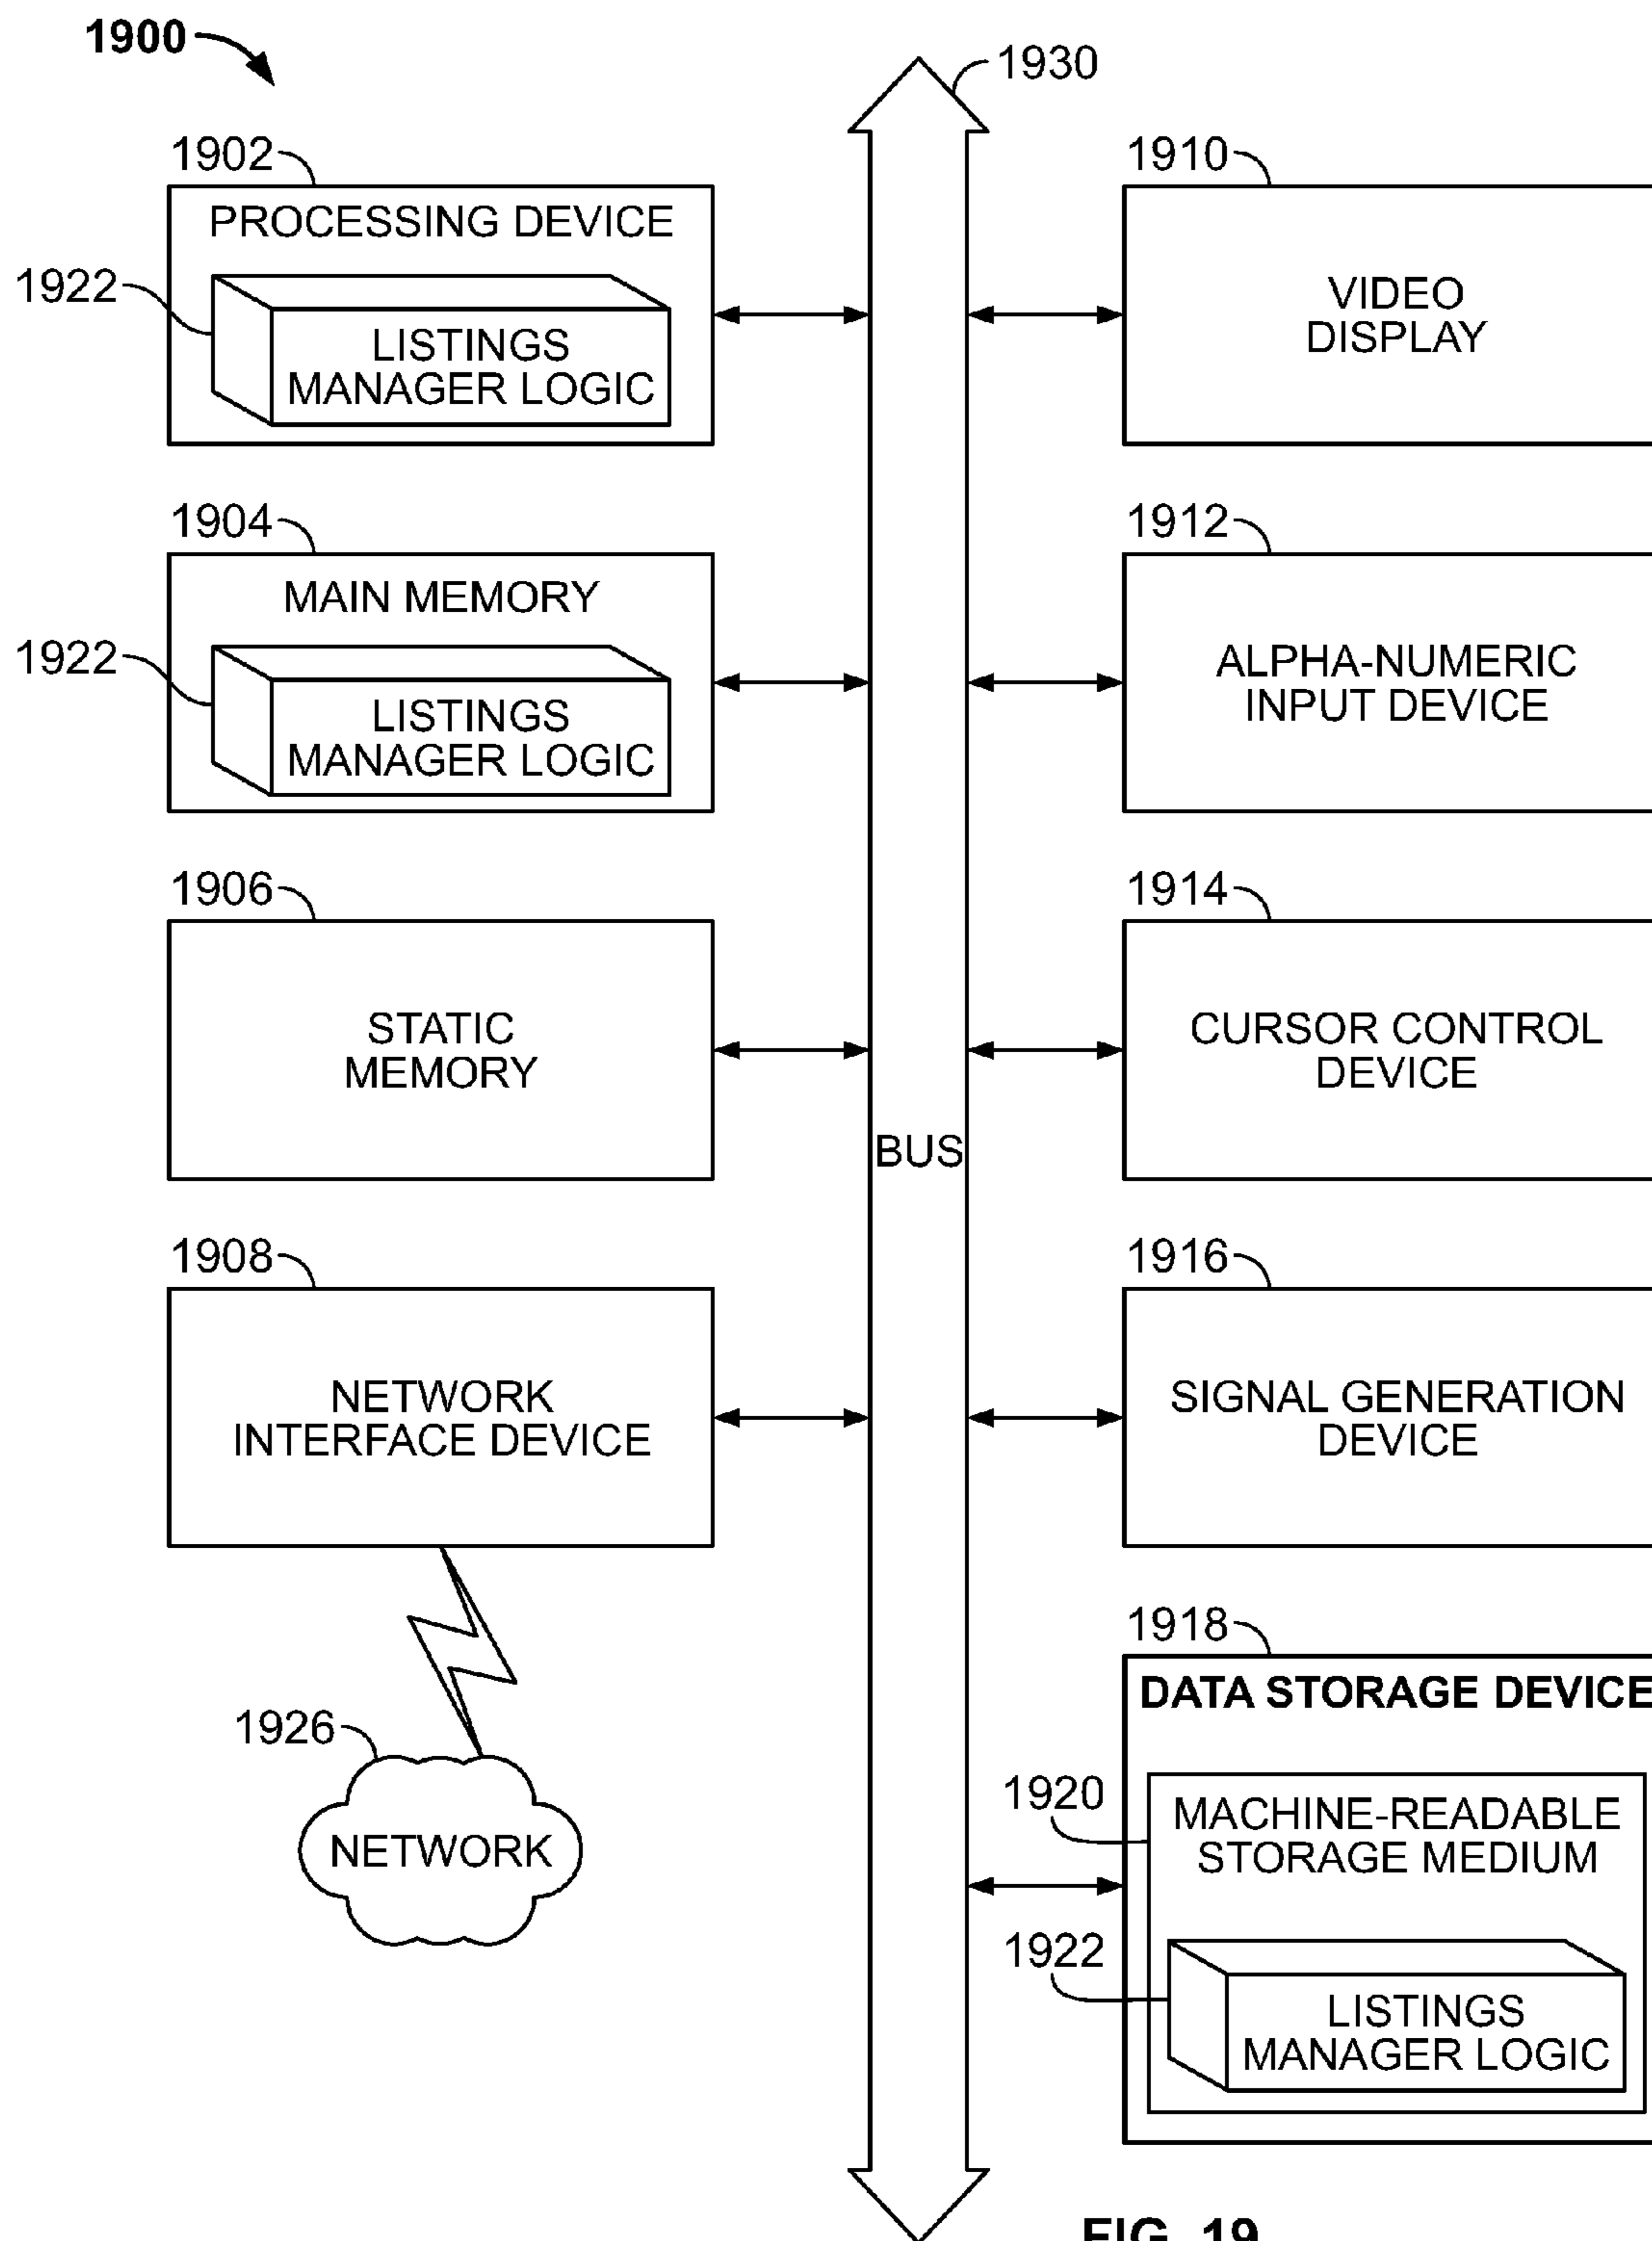 1900
1930
1902
PROCESSING DEVICE
1922
LISTINGS
MANAGER LOGIC
1910
VIDEO
DISPLAY
1904
MAIN MEMORY
1922
LISTINGS
MANAGER LOGIC
1912
ALPHA-NUMERIC
INPUT DEVICE
1906
STATIC
MEMORY
1914
CURSOR CONTROL
DEVICE
BUS
1908
NETWORK
INTERFACE DEVICE
1916
SIGNAL GENERATION
DEVICE
1926
NETWORK
1918
DATA STORAGE DEVICE
1920
MACHINE-READABLE
STORAGE MEDIUM
1922
LISTINGS
MANAGER LOGIC
FIG. 19